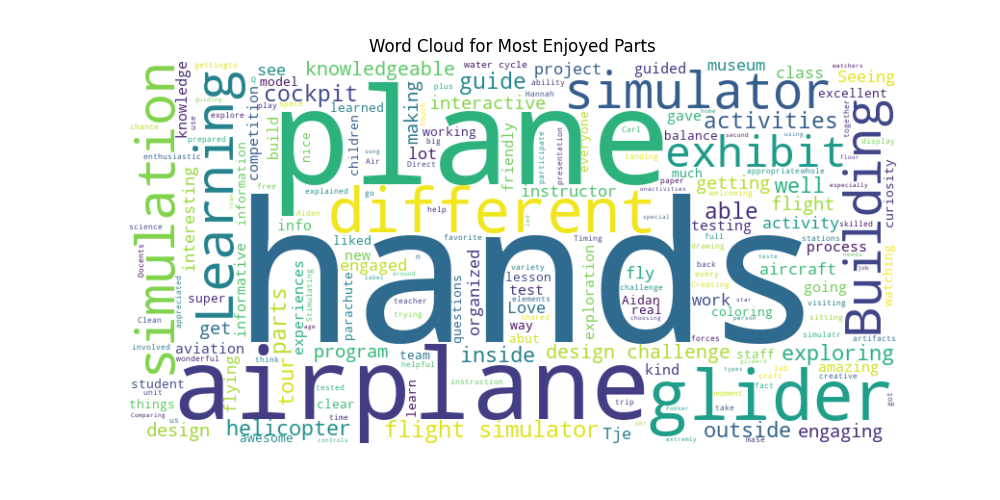 Word Cloud for Most Enjoyed Parts
gettingto
knowledge
guiding
use
explore
see
model
knowledgeable
water cycle
guide
project
guided
museum
class
watchers
Seeing
cockpit
play
space
learned
making
interactive
plus
ability
Hannah
simulator
gave
activities
excellent
together
simulation
Learning
competition
build
nice
children
plane
working
big
Direct
Air
song
lot
touch
friendly
participate
presentation
everyone
Carl
landing
balance
home
second
using
exhibit
floor
display
Building
chance
prepared
enthusiastic
interesting
information
free
explained
go
instructor
paper
onactivities
much
appropriatewhole
getting
welcoming
well
especially
curiosity
science
Docents
informative
room
Aiden
info
different
help
led
special
able
flight
testing
activity
skilled
stations
process
hands
liked
new
engaged
favorite
n
Timing
drawing
full
teste
needs
job
watching
appreciated
super
Clean
get
experiences
Stimulating
age
parachute
label
around
teacher
trying
questions
organized
variety
lesson
test
elements
Love
shared
way
abut
exploration
fly
challenge
Aidan
real
choosing
back
every
Creating
work
star
person
forces
coloring
aircraft
going
visiting
sitting
simulatr
artifacts
involved
wonderful
aviation
think
tour
parts
program
team
helpful
inside
design challenge
kind
staff
gliderd
exploring
amazing
student
unit
things
Comparing
us
flying
tested
clear
time
airplane
learn
instruction
trip
types
lab
craft
fact
creative
moment
take
glider
got
design
helicopter
awesome
controls
flight simulator
Tje
fokker
extremly
outside
mase
engaging